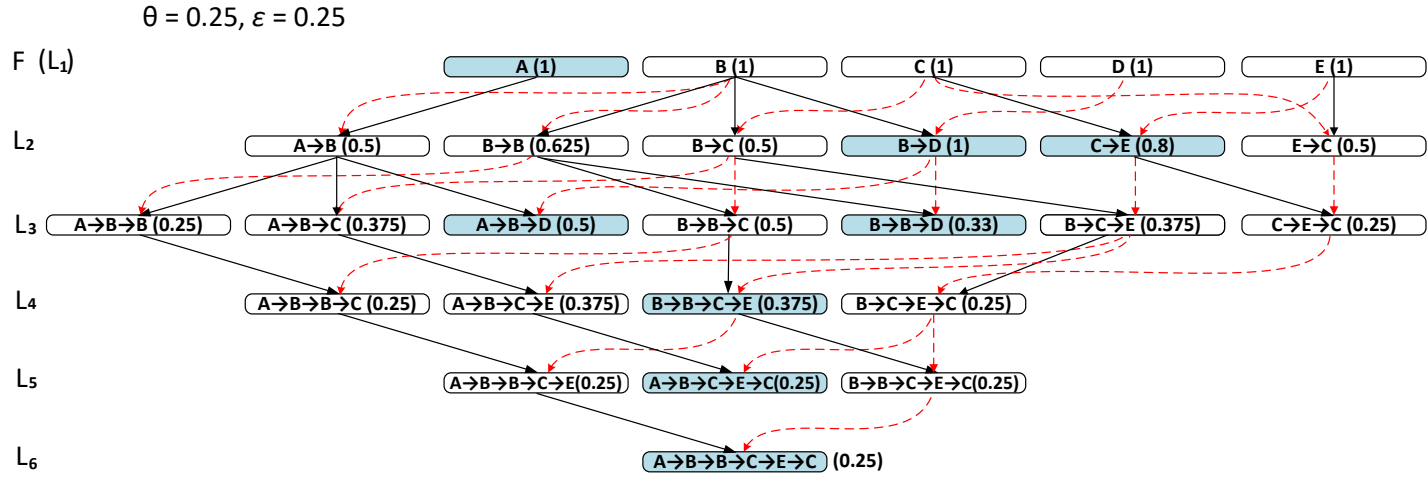 θ = 0.25, ε = 0.25
F (L₁) A (1) B (1) C (1) D (1) E (1)
L₂ A→B (0.5) B→B (0.625) B→C (0.5) B→D (1) C→E (0.8) E→C (0.5)
L₃ A→B→B (0.25) A→B→C (0.375) A→B→D (0.5) B→B→C (0.5) B→B→D (0.33) B→C→E (0.375) C→E→C (0.25)
L₄ A→B→B→C (0.25) A→B→C→E (0.375) B→B→C→E (0.375) B→C→E→C (0.25)
L₅ A→B→B→C→E(0.25) A→B→C→E→C(0.25) B→B→C→E→C(0.25)
L₆ A→B→B→C→E→C (0.25)